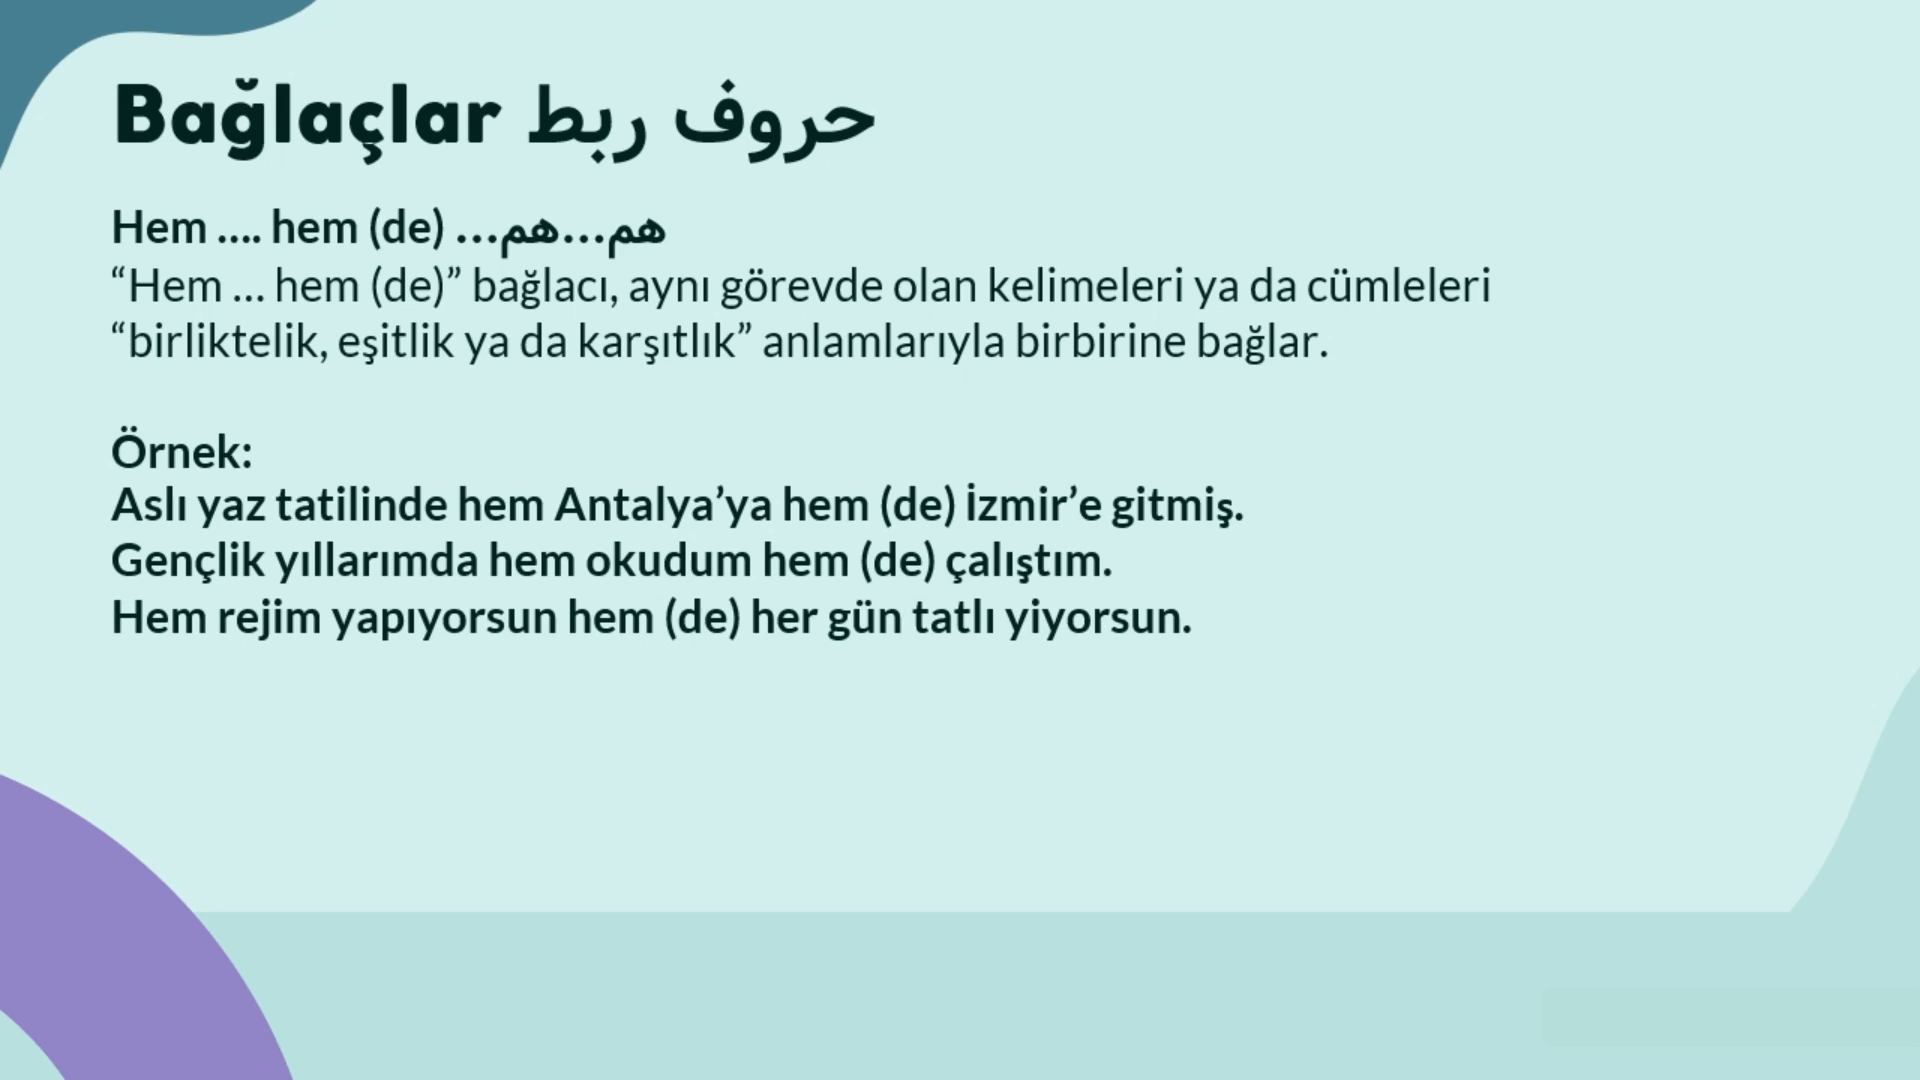 Bağlaçlar حروف ربط
Hem .... hem (de) هم...هم...
“Hem ... hem (de)” bağlacı, aynı görevde olan kelimeleri ya da cümleleri
“birliktelik, eşitlik ya da karşıtlık” anlamlarıyla birbirine bağlar.
Örnek:
Aslı yaz tatilinde hem Antalya’ya hem (de) İzmir’e gitmiş.
Gençlik yıllarımda hem okudum hem (de) çalıştım.
Hem rejim yapıyorsun hem (de) her gün tatlı yiyorsun.